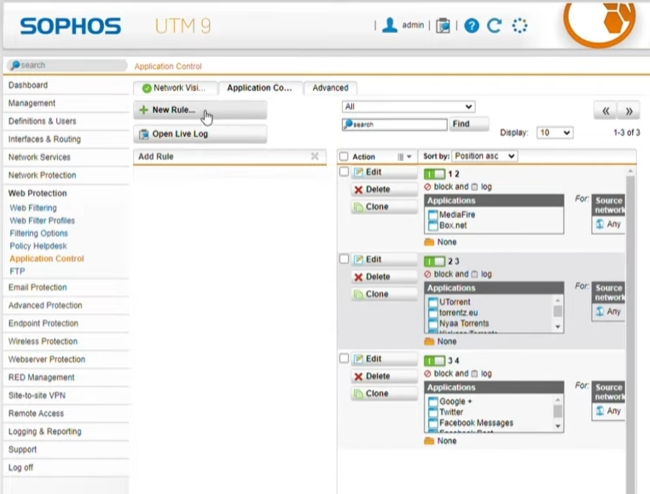 SOPHOS UTM 9
admin
search
Application Control
Dashboard
Management
Definitions & Users
Interfaces & Routing
Network Services
Network Protection
Web Protection
Web Filtering
Web Filter Profiles
Filtering Options
Policy Helpdesk
Application Control
FTP
Email Protection
Advanced Protection
Endpoint Protection
Wireless Protection
Webserver Protection
RED Management
Site-to-site VPN
Remote Access
Logging & Reporting
Support
Log off
Network Visi... Application Co... Advanced
New Rule...
Open Live Log
Add Rule
All
search Find
Display: 10 1-3 of 3
Action Sort by: Position asc
Edit 1 2
Delete block and log
Clone Applications For: Source network
MediaFire Any
Box.net
None
Edit 2 3
Delete block and log
Clone Applications For: Source network
UTorrent Any
torrentz.eu
Nyaa Torrents
None
Edit 3 4
Delete block and log
Clone Applications For: Source network
Google + Any
Twitter
Facebook Messages
None